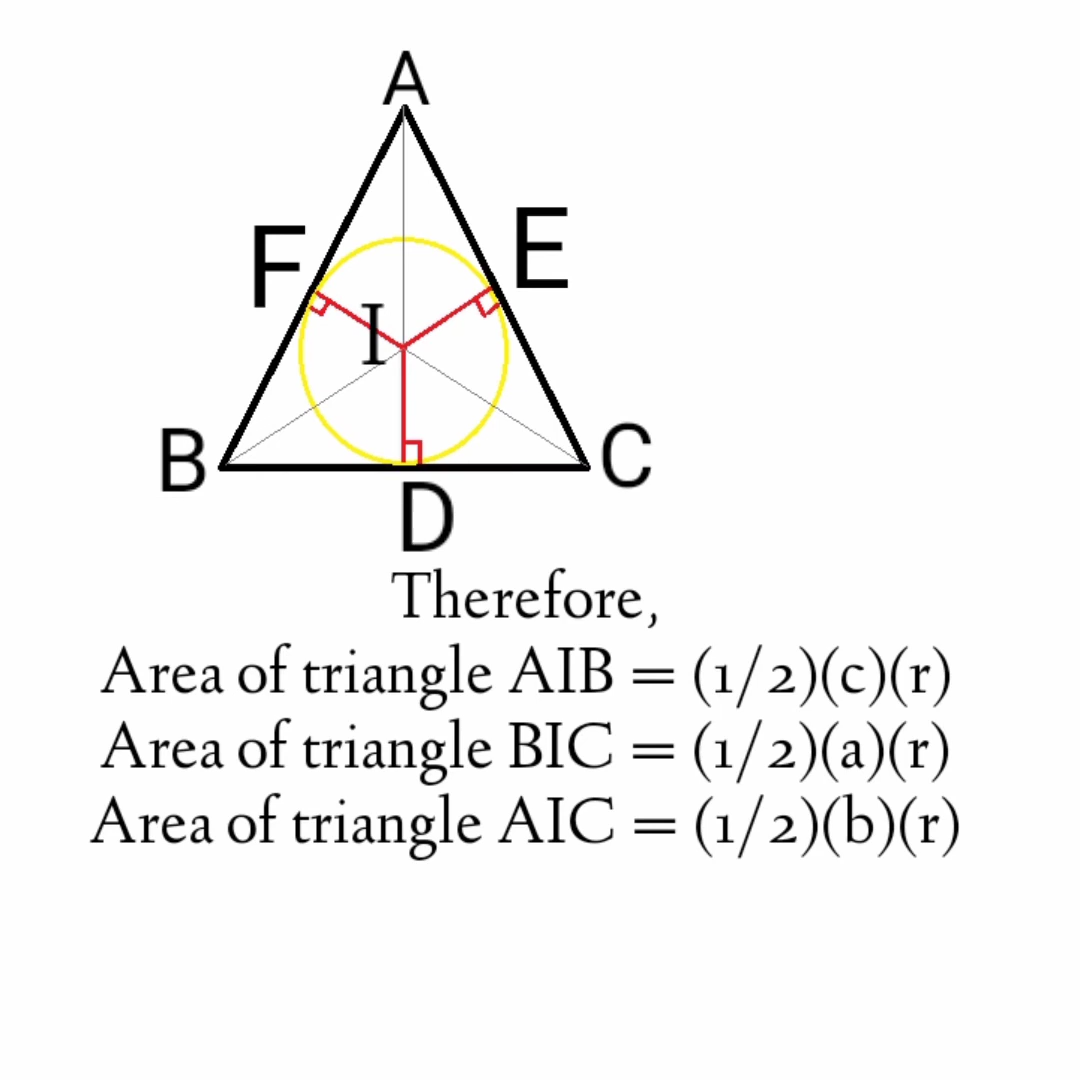 A
F
E
I
B
C
D
Therefore,
Area of triangle AIB = (1/2)(c)(r)
Area of triangle BIC = (1/2)(a)(r)
Area of triangle AIC = (1/2)(b)(r)